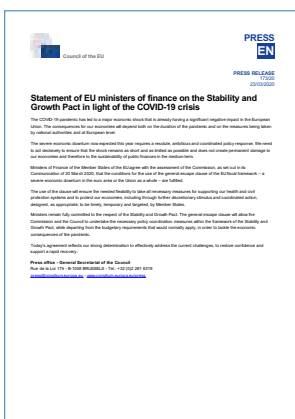 PRESS
EN
Council of the EU
PRESS RELEASE
173/20
23/03/2020
Statement of EU ministers of finance on the Stability and
Growth Pact in light of the COVID-19 crisis
The COVID-19 pandemic has led to a major economic shock that is already having a significant negative impact in the European
Union. The consequences for our economies will depend both on the duration of the pandemic and on the measures being taken
by national authorities and at European level.
The severe economic downturn now expected this year requires a resolute, ambitious and coordinated policy response. We need
to act decisively to ensure that the shock remains as short and as limited as possible and does not create permanent damage to
our economies and therefore to the sustainability of public finances in the medium term.
Ministers of Finance of the Member States of the EU agree with the assessment of the Commission, as set out in its
Communication of 20 March 2020, that the conditions for the use of the general escape clause of the EU fiscal framework – a
severe economic downturn in the euro area or the Union as a whole – are fulfilled.
The use of the clause will ensure the needed flexibility to take all necessary measures for supporting our health and civil
protection systems and to protect our economies, including through further discretionary stimulus and coordinated action,
designed, as appropriate, to be timely, temporary and targeted, by Member States.
Ministers remain fully committed to the respect of the Stability and Growth Pact. The general escape clause will allow the
Commission and the Council to undertake the necessary policy coordination measures within the framework of the Stability and
Growth Pact, while departing from the budgetary requirements that would normally apply, in order to tackle the economic
consequences of the pandemic.
Today's agreement reflects our strong determination to effectively address the current challenges, to restore confidence and
support a rapid recovery.
Press office - General Secretariat of the Council
Rue de la Loi 175 - B-1048 BRUSSELS - Tel.: +32 (0)2 281 6319
press@consilium.europa.eu - www.consilium.europa.eu/press